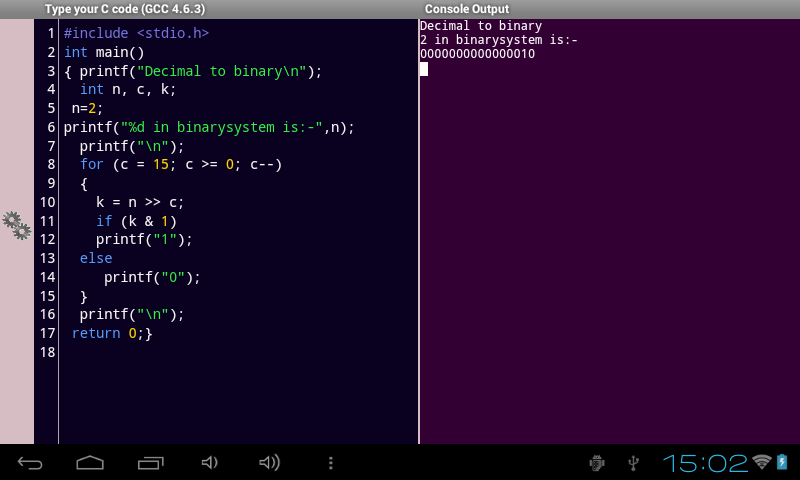 Type your C code (GCC 4.6.3)
1 #include <stdio.h>
2 int main()
3 { printf("Decimal to binary\n");
4 int n, c, k;
5 n=2;
6 printf("%d in binarysystem is:-",n);
7 printf("\n");
8 for (c = 15; c >= 0; c--)
9 {
10 k = n >> c;
11 if (k & 1)
12 printf("1");
13 else
14 printf("0");
15 }
16 printf("\n");
17 return 0;}
18
Console Output
Decimal to binary
2 in binarysystem is:-
0000000000000010
15:02